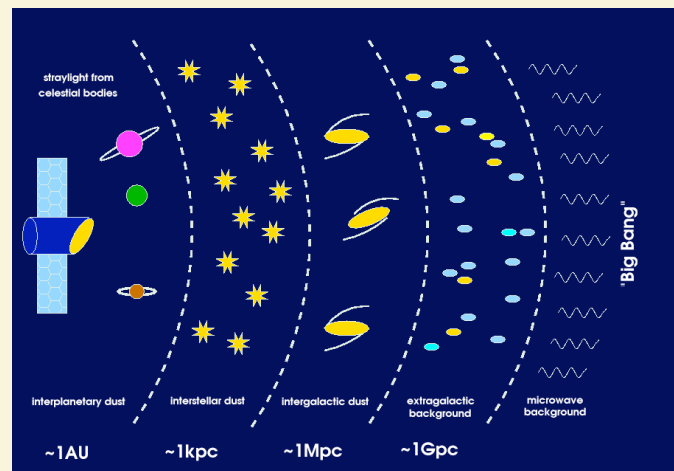 straylight from
celestial bodies
"Big Bang"
interplanetary dust
interstellar dust
intergalactic dust
extragalactic
background
microwave
background
~1AU
~1kpc
~1Mpc
~1Gpc